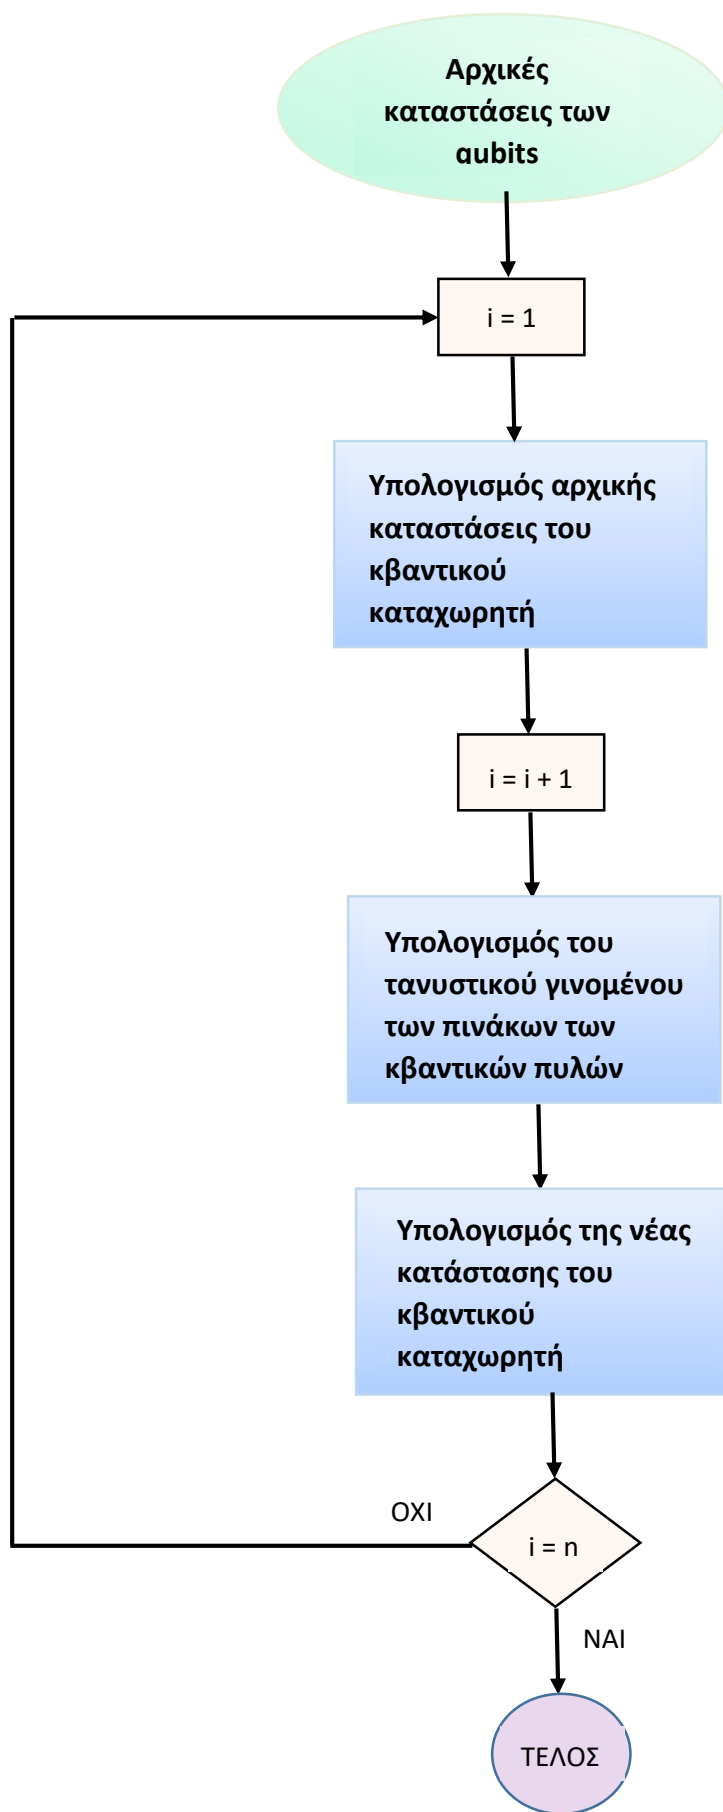 Αρχικές
καταστάσεις των
qubits
i = 1
Υπολογισμός αρχικής
καταστάσεις του
κβαντικού
καταχωρητή
i = i + 1
Υπολογισμός του
τανυστικού γινομένου
των πινάκων των
κβαντικών πυλών
Υπολογισμός της νέας
κατάστασης του
κβαντικού
καταχωρητή
ΟΧΙ
i = n
ΝΑΙ
ΤΕΛΟΣ